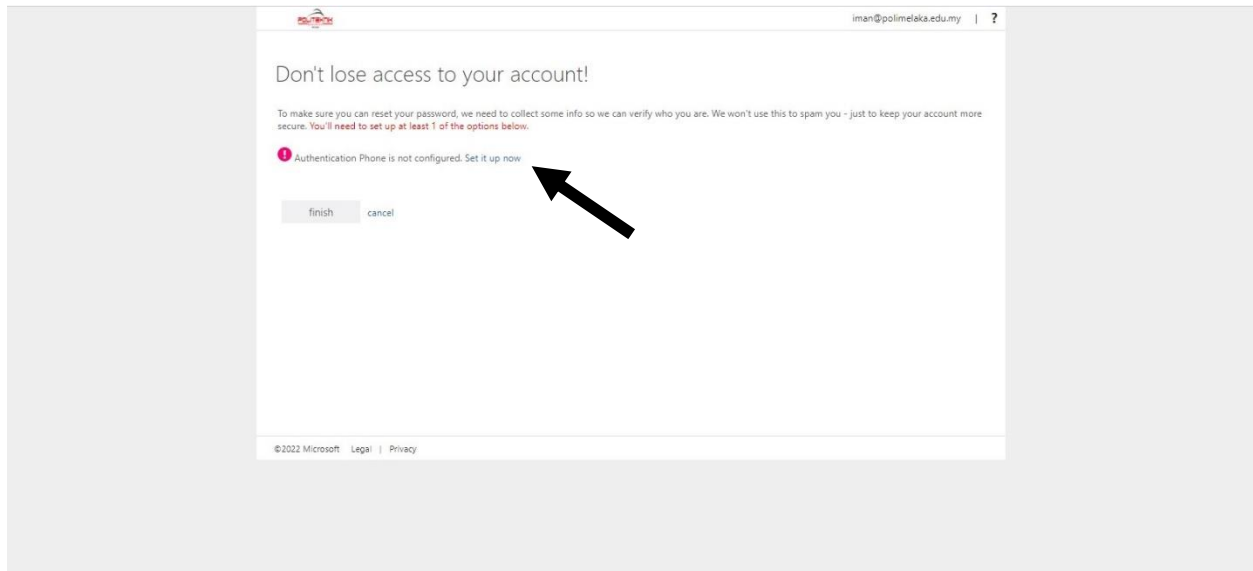 POLITEKNIK
iman@polimelaka.edu.my | ?
Don't lose access to your account!
To make sure you can reset your password, we need to collect some info so we can verify who you are. We won't use this to spam you - just to keep your account more
secure. You'll need to set up at least 1 of the options below.
! Authentication Phone is not configured. Set it up now
finish cancel
©2022 Microsoft Legal | Privacy